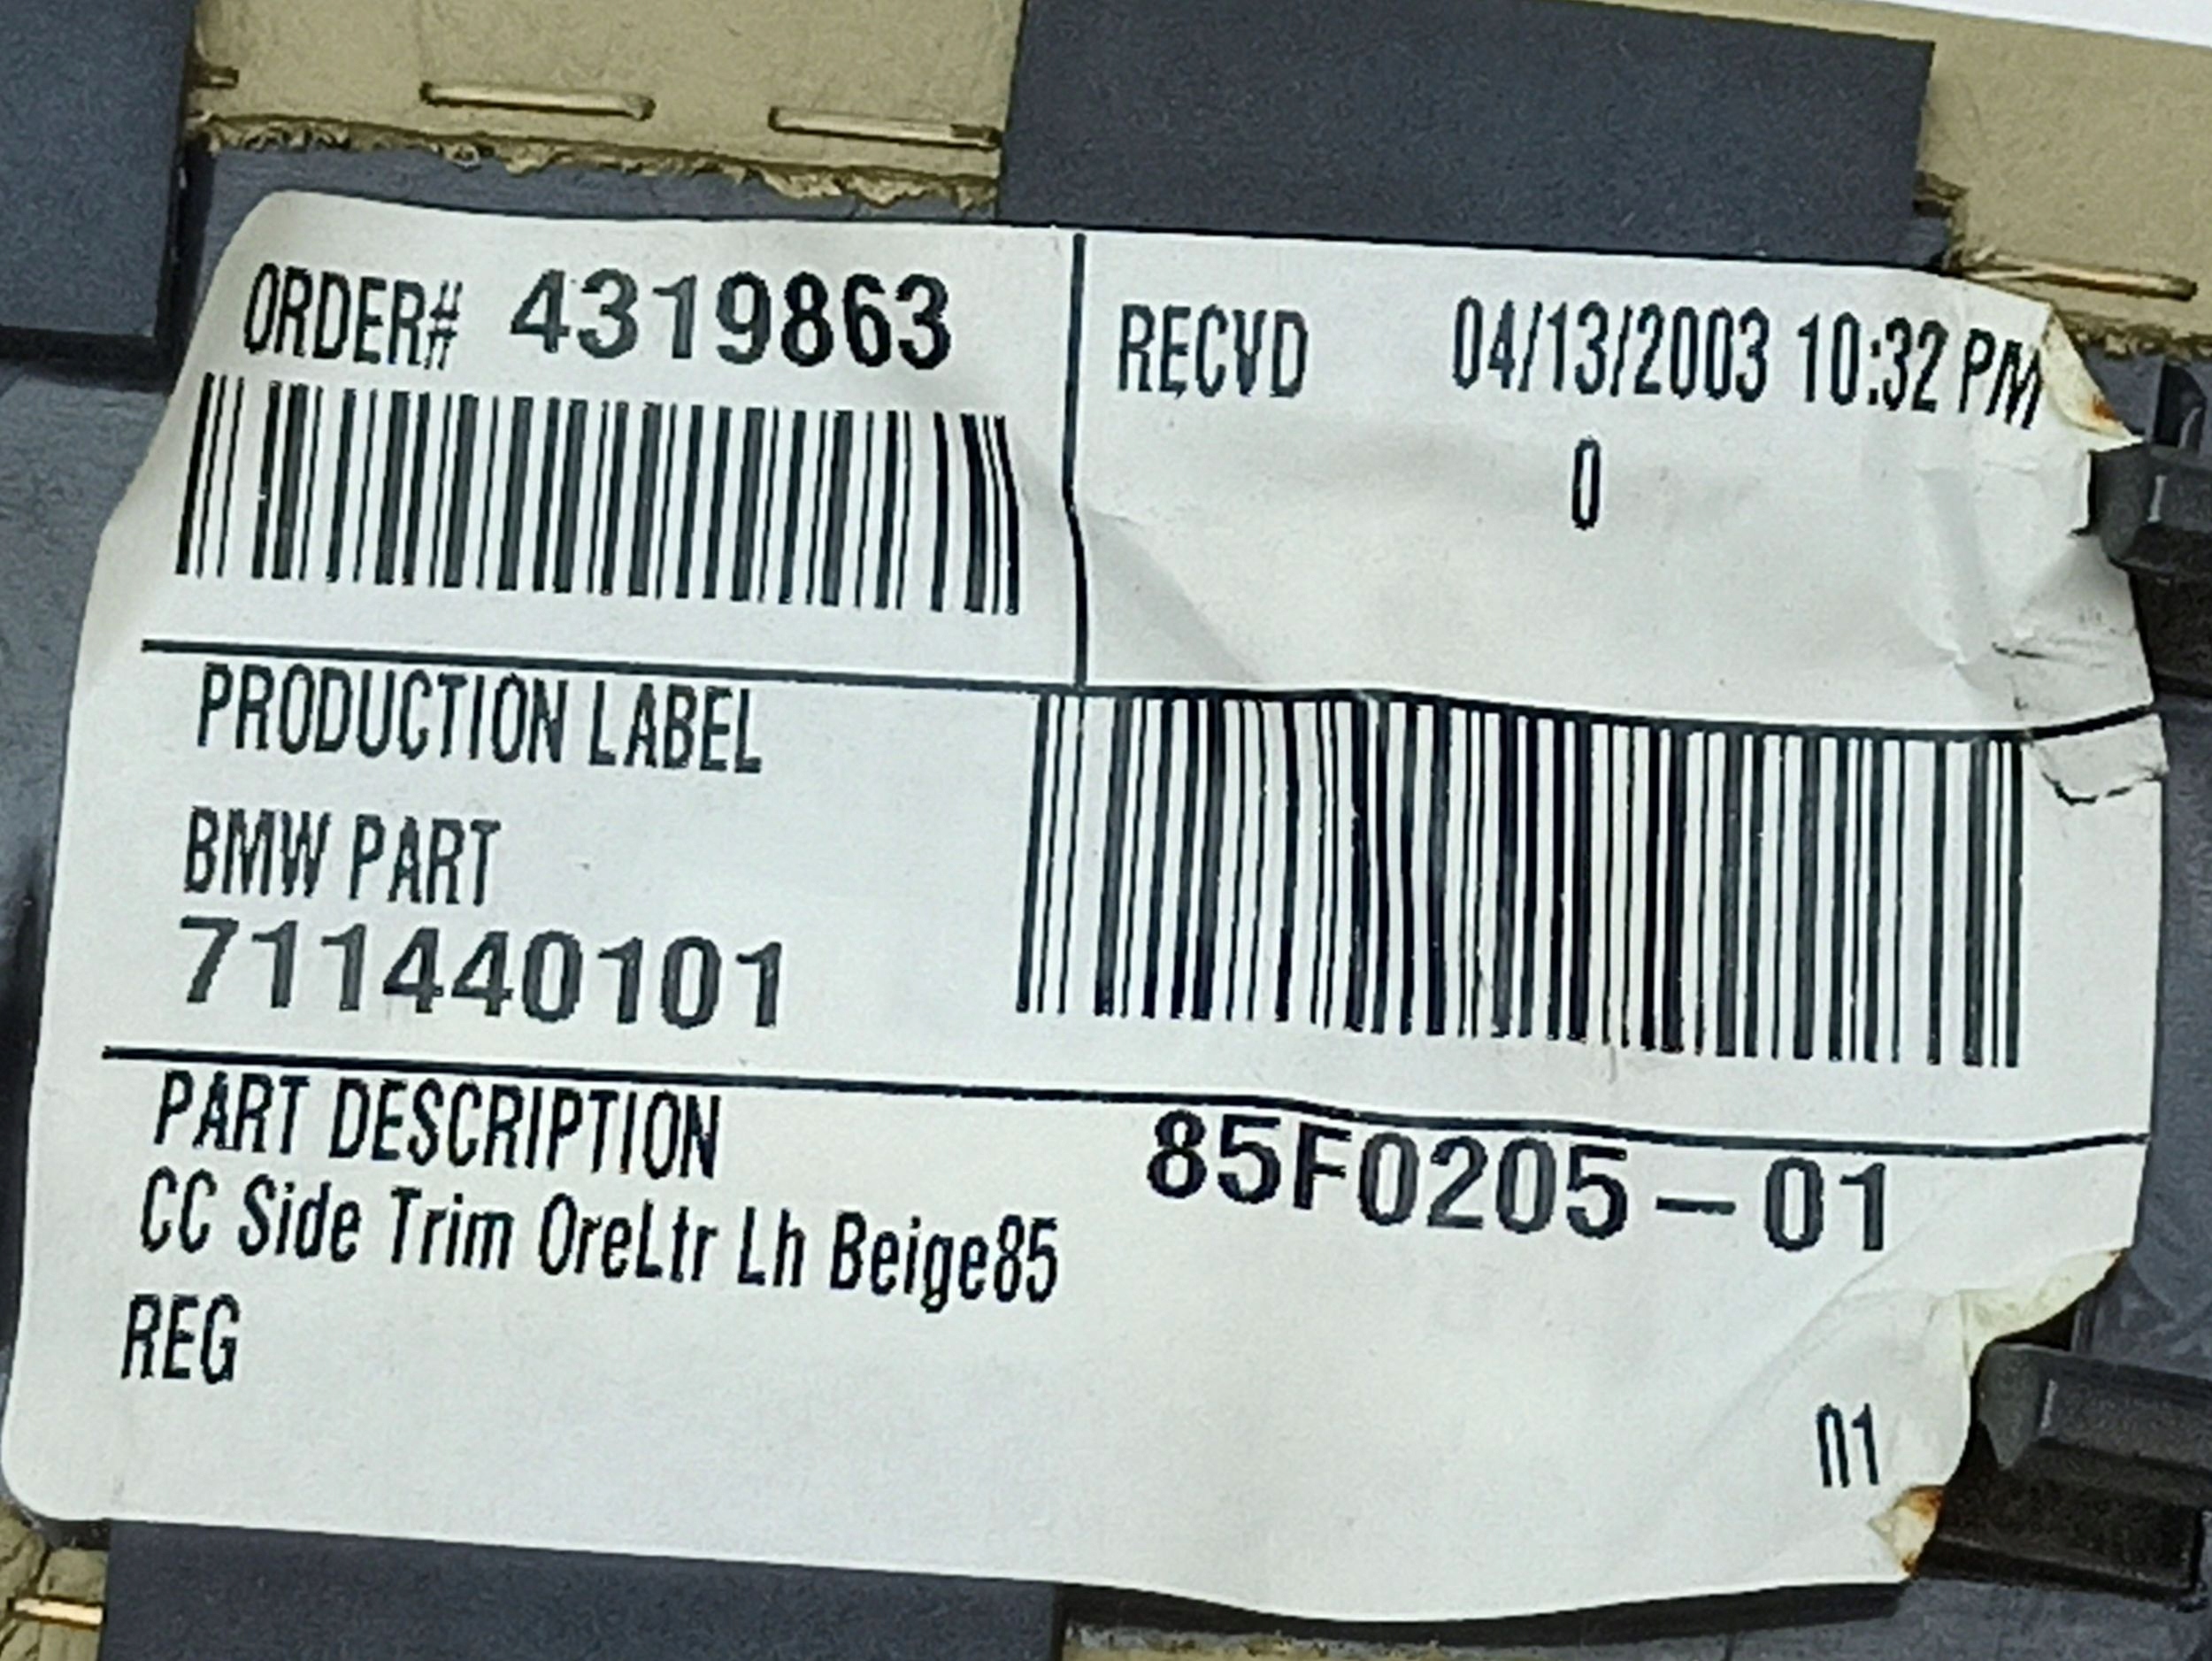 ORDER# 4319863
RECVD 04/13/2003 10:32 PM
0
PRODUCTION LABEL
BMW PART
711440101
PART DESCRIPTION
85F0205-01
CC Side Trim OreLtr Lh Beige85
REG
01